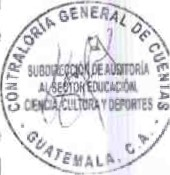 CONTRALORÍA GENERAL DE CUENTAS
SUBDIRECCIÓN DE AUDITORÍA
AL SECTOR EDUCACIÓN,
CIENCIA, CULTURA Y DEPORTES
GUATEMALA, C. A.